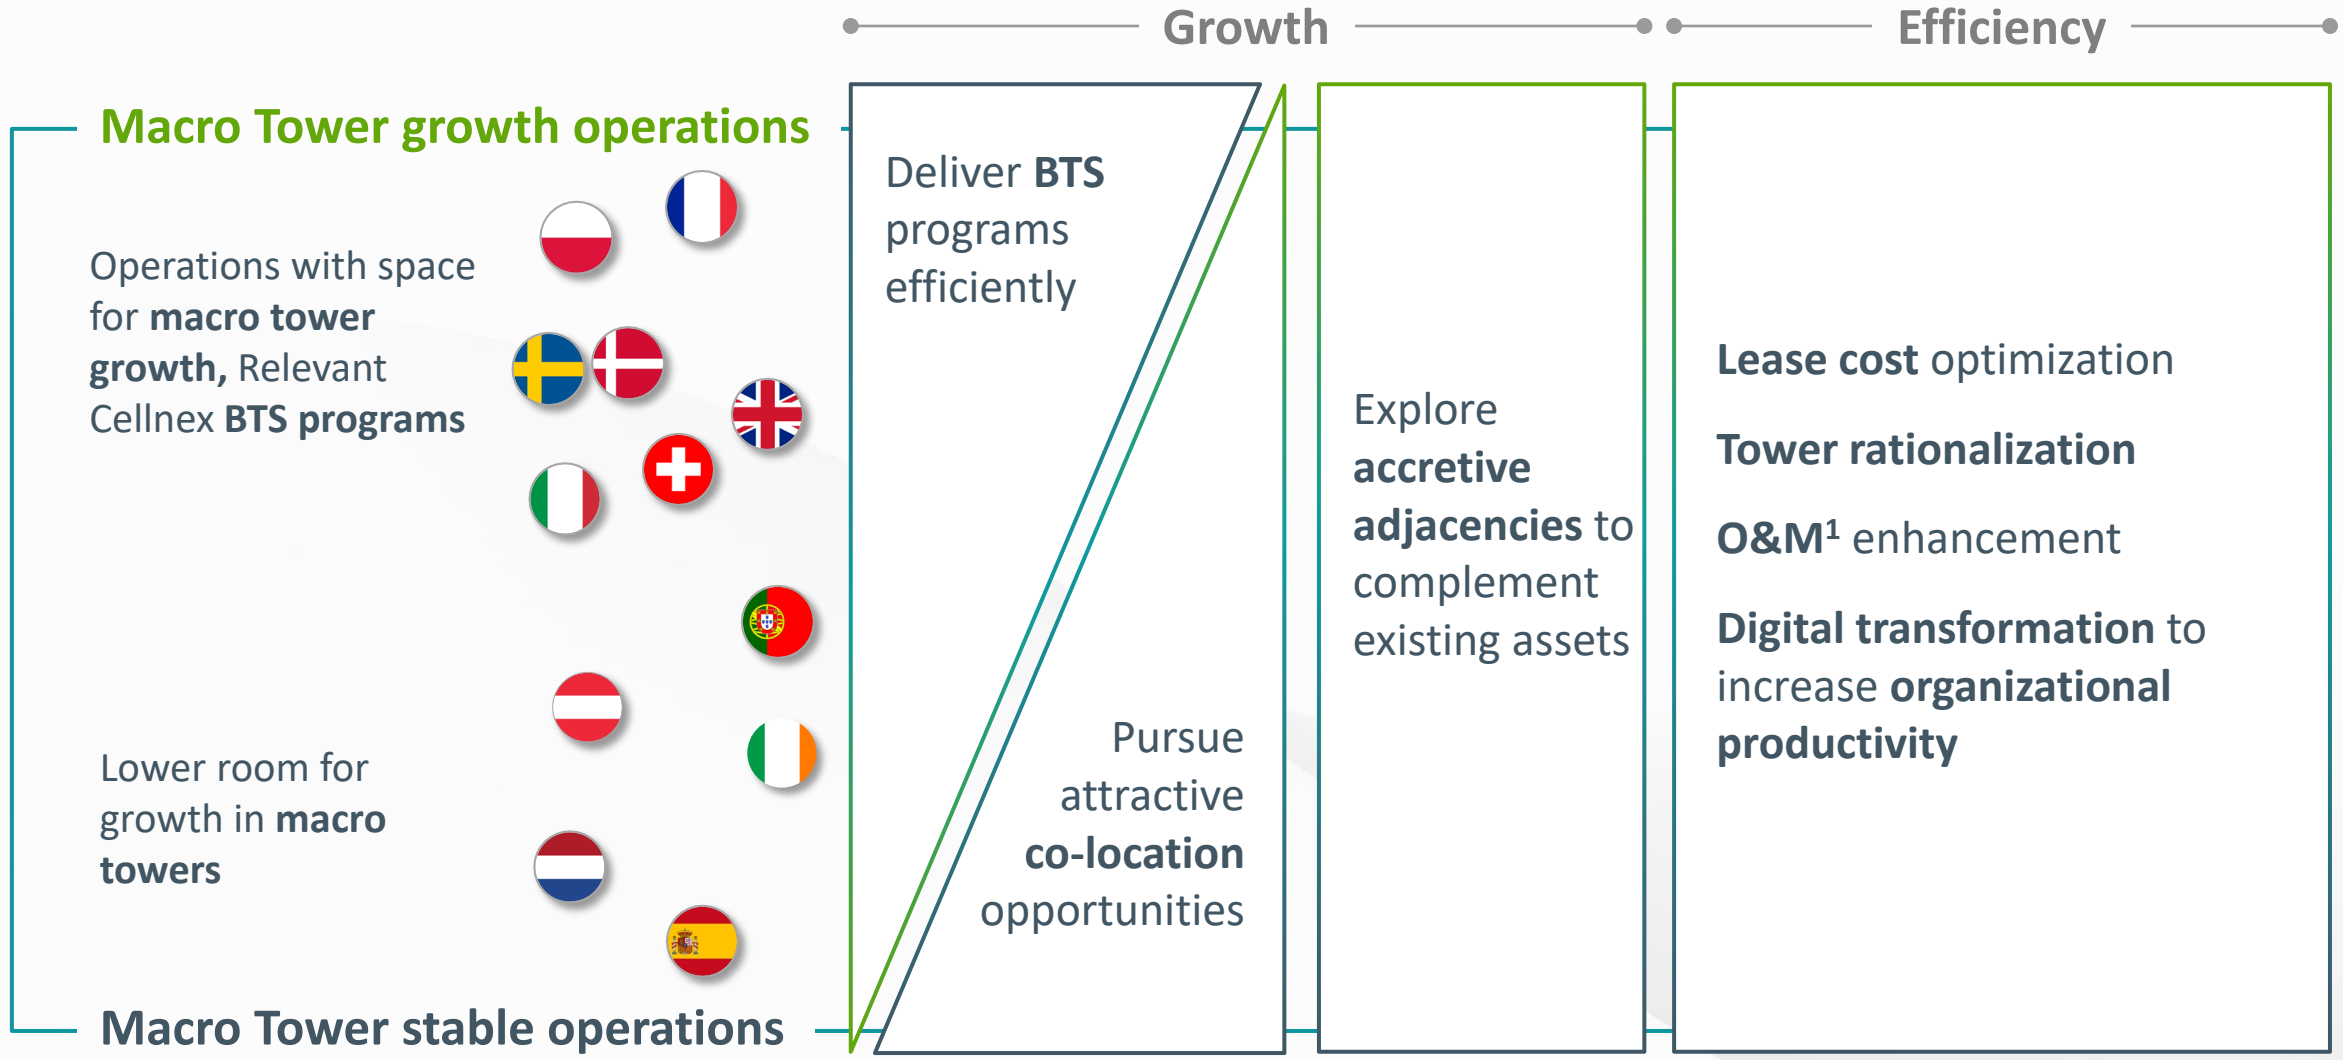 Growth
Efficiency
Macro Tower growth operations
Operations with space
for macro tower
growth, Relevant
Cellnex BTS programs
Lower room for
growth in macro
towers
Macro Tower stable operations
Deliver BTS
programs
efficiently
Pursue
attractive
co-location
opportunities
Explore
accretive
adjacencies to
complement
existing assets
Lease cost optimization
Tower rationalization
O&M¹ enhancement
Digital transformation to
increase organizational
productivity